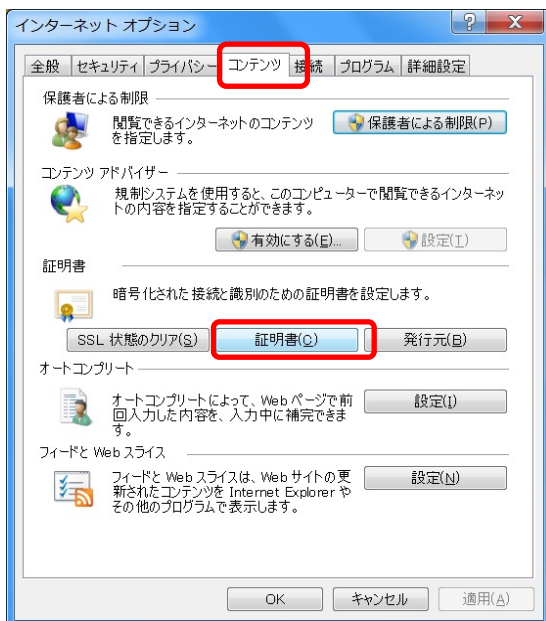 インターネット オプション
全般 セキュリティ プライバシー コンテンツ 接続 プログラム 詳細設定
保護者による制限
閲覧できるインターネットのコンテンツ
を指定します。
保護者による制限(P)
コンテンツ アドバイザー
規制システムを使用すると、このコンピューターで閲覧できるインターネッ
トの内容を指定することができます。
有効にする(E)... 設定(T)
証明書
暗号化された接続と識別のための証明書を設定します。
SSL 状態のクリア(S) 証明書(C) 発行元(B)
オートコンプリート
オートコンプリートによって、Web ページで前
回入力した内容を、入力中に補完できま
す。
設定(I)
フィードと Web スライス
フィードと Web スライスは、Web サイトの更
新されたコンテンツを Internet Explorer や
その他のプログラムで表示します。
設定(N)
OK キャンセル 適用(A)